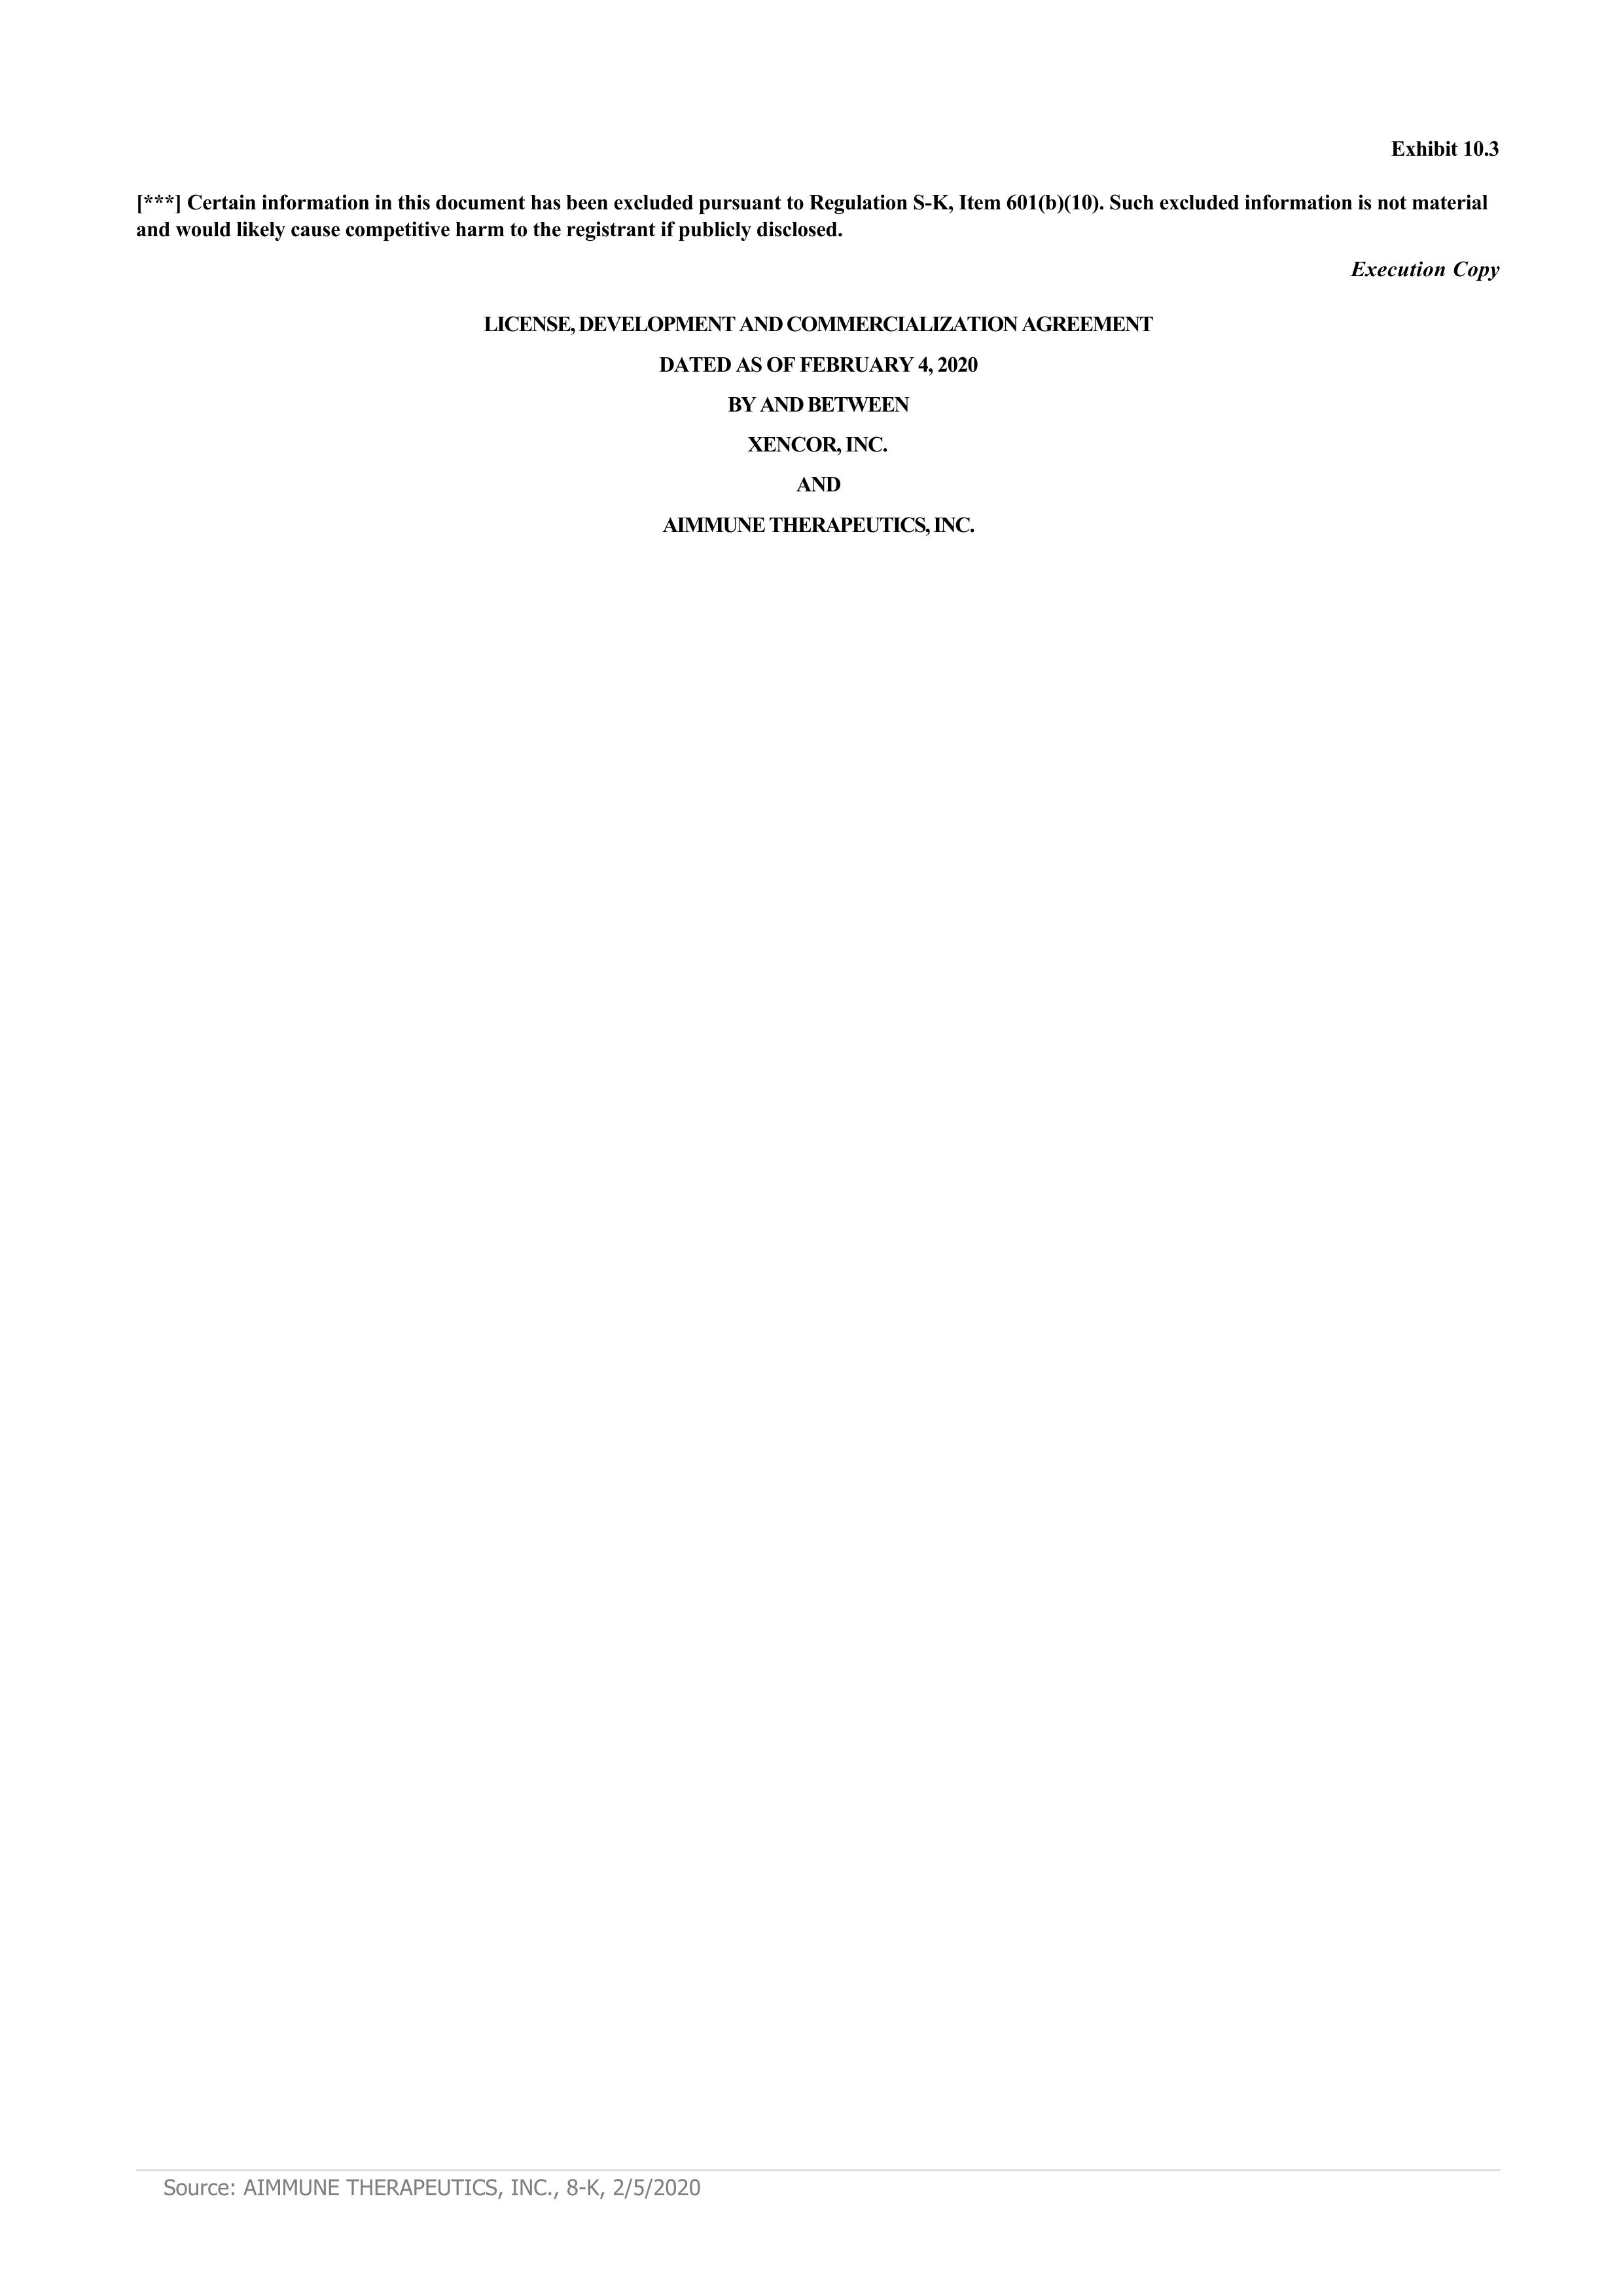 Exhibit 10.3
[***] Certain information in this document has been excluded pursuant to Regulation S-K, Item 601(b)(10). Such excluded information is not material
and would likely cause competitive harm to the registrant if publicly disclosed.
Execution Copy
LICENSE, DEVELOPMENT AND COMMERCIALIZATION AGREEMENT
DATED AS OF FEBRUARY 4, 2020
BY AND BETWEEN
XENCOR, INC.
AND
AIMMUNE THERAPEUTICS, INC.
Source: AIMMUNE THERAPEUTICS, INC., 8-K, 2/5/2020